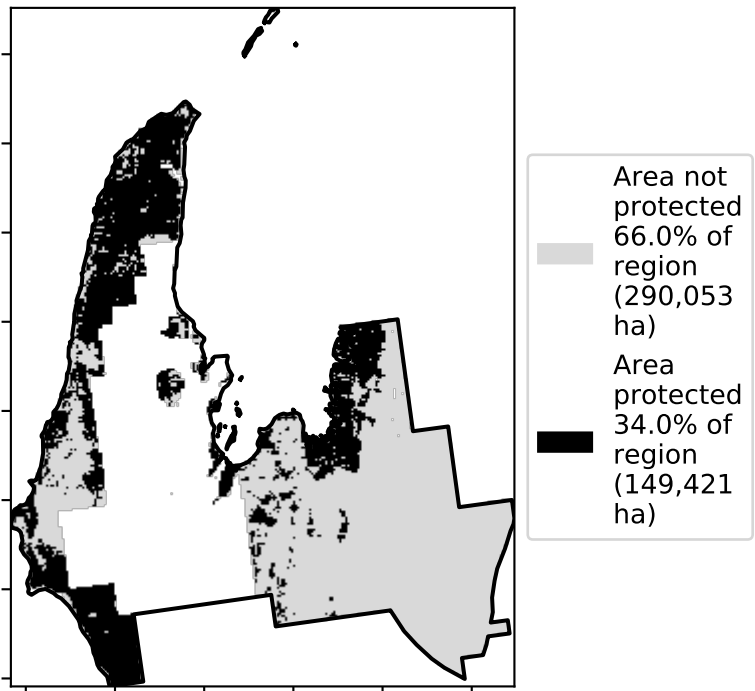 Area not
protected
66.0% of
region
(290,053
ha)
Area
protected
34.0% of
region
(149,421
ha)